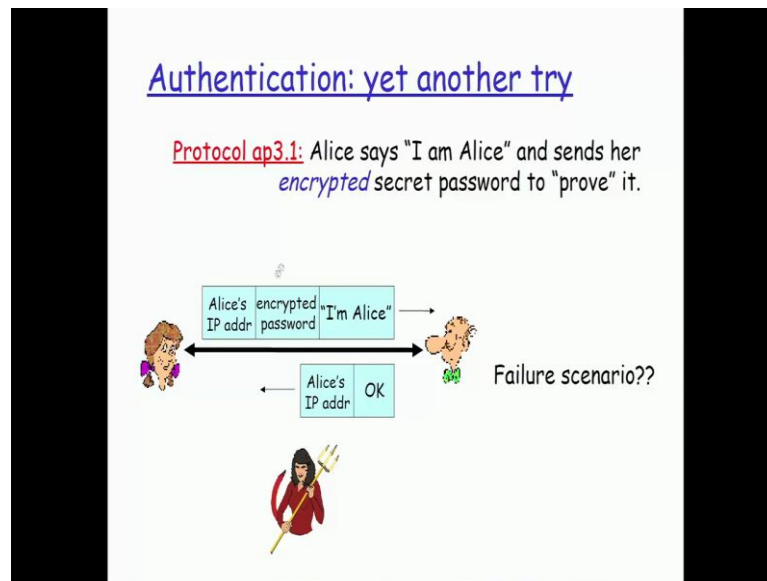 Authentication: yet another try
Protocol ap3.1: Alice says “I am Alice” and sends her
encrypted secret password to “prove” it.
Alice's
IP addr
encrypted
password
“I'm Alice”
Alice's
IP addr
OK
Failure scenario??